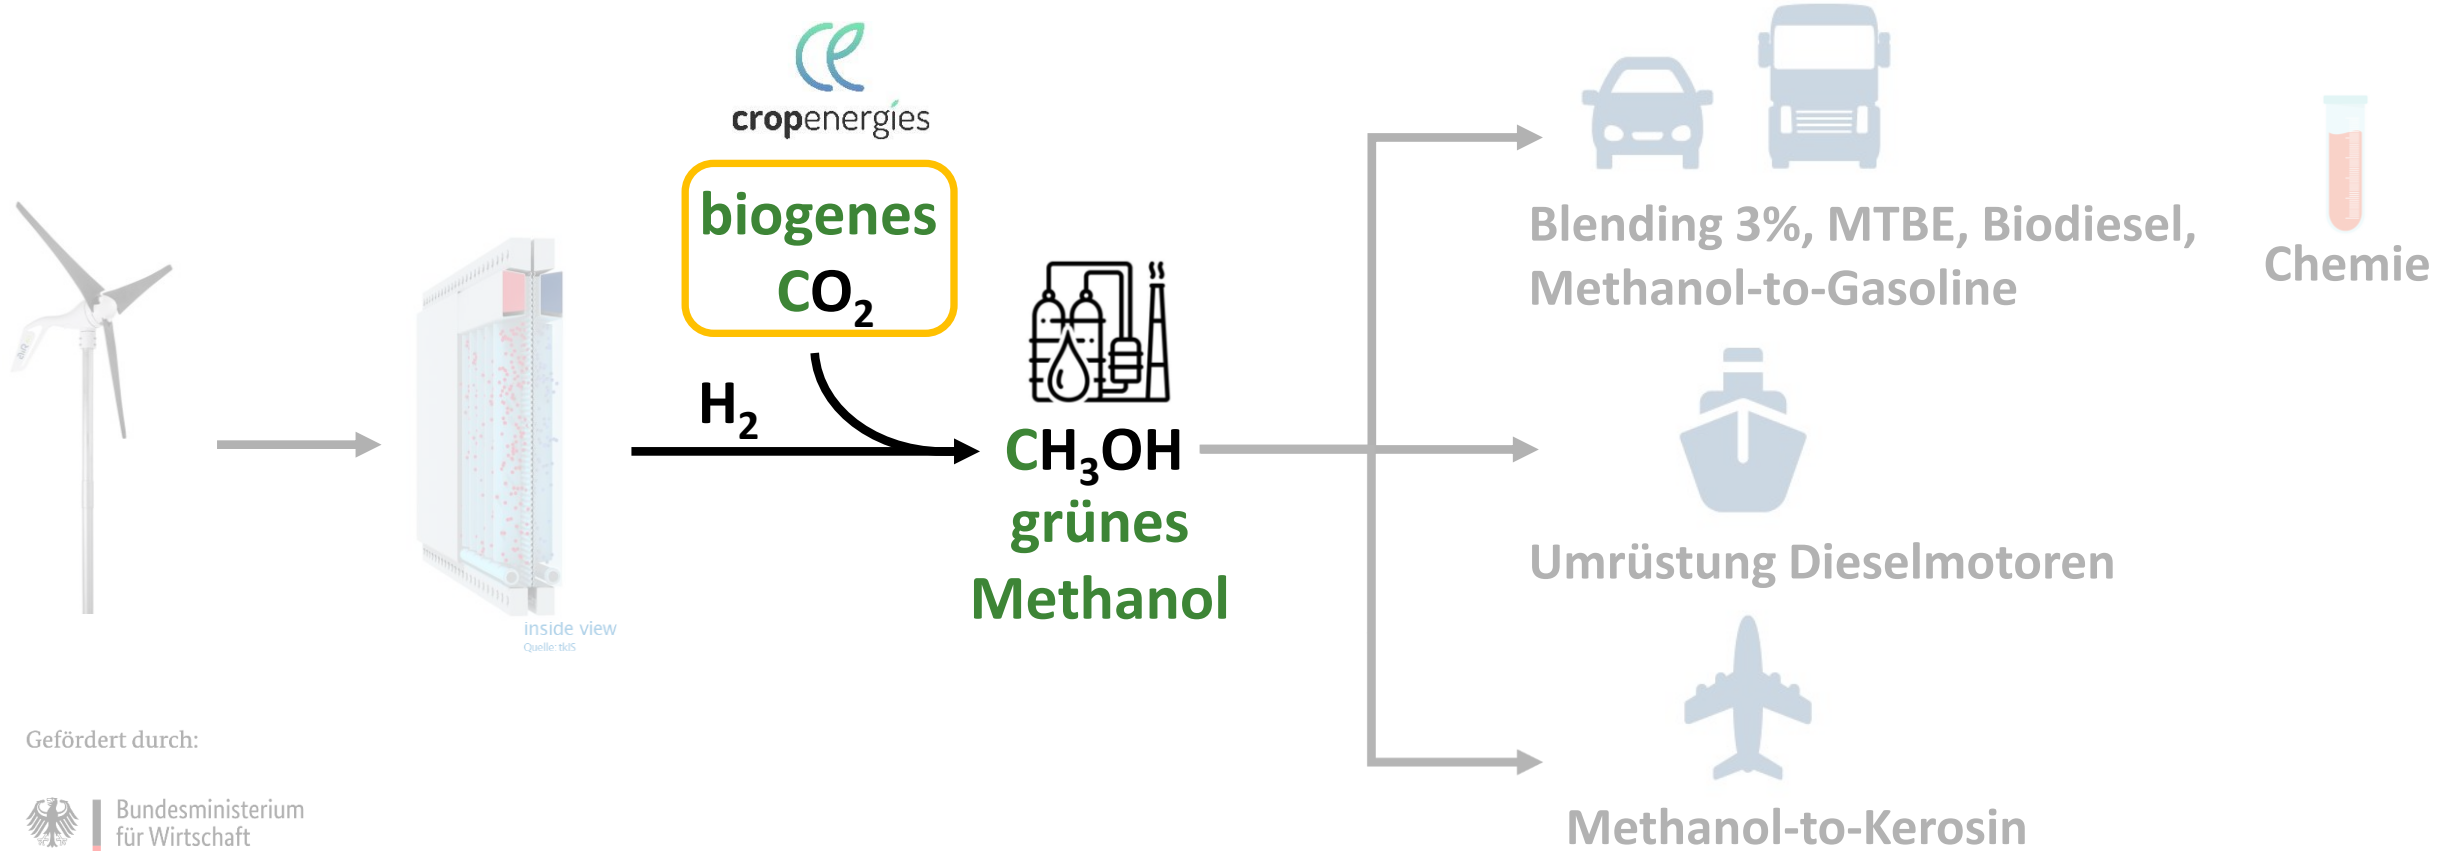 cropenergies
biogenes
CO₂
H₂
CH₃OH
grünes
Methanol
inside view
Quelle: tkIS
Blending 3%, MTBE, Biodiesel,
Methanol-to-Gasoline
Chemie
Umrüstung Dieselmotoren
Methanol-to-Kerosin
Gefördert durch:
Bundesministerium
für Wirtschaft